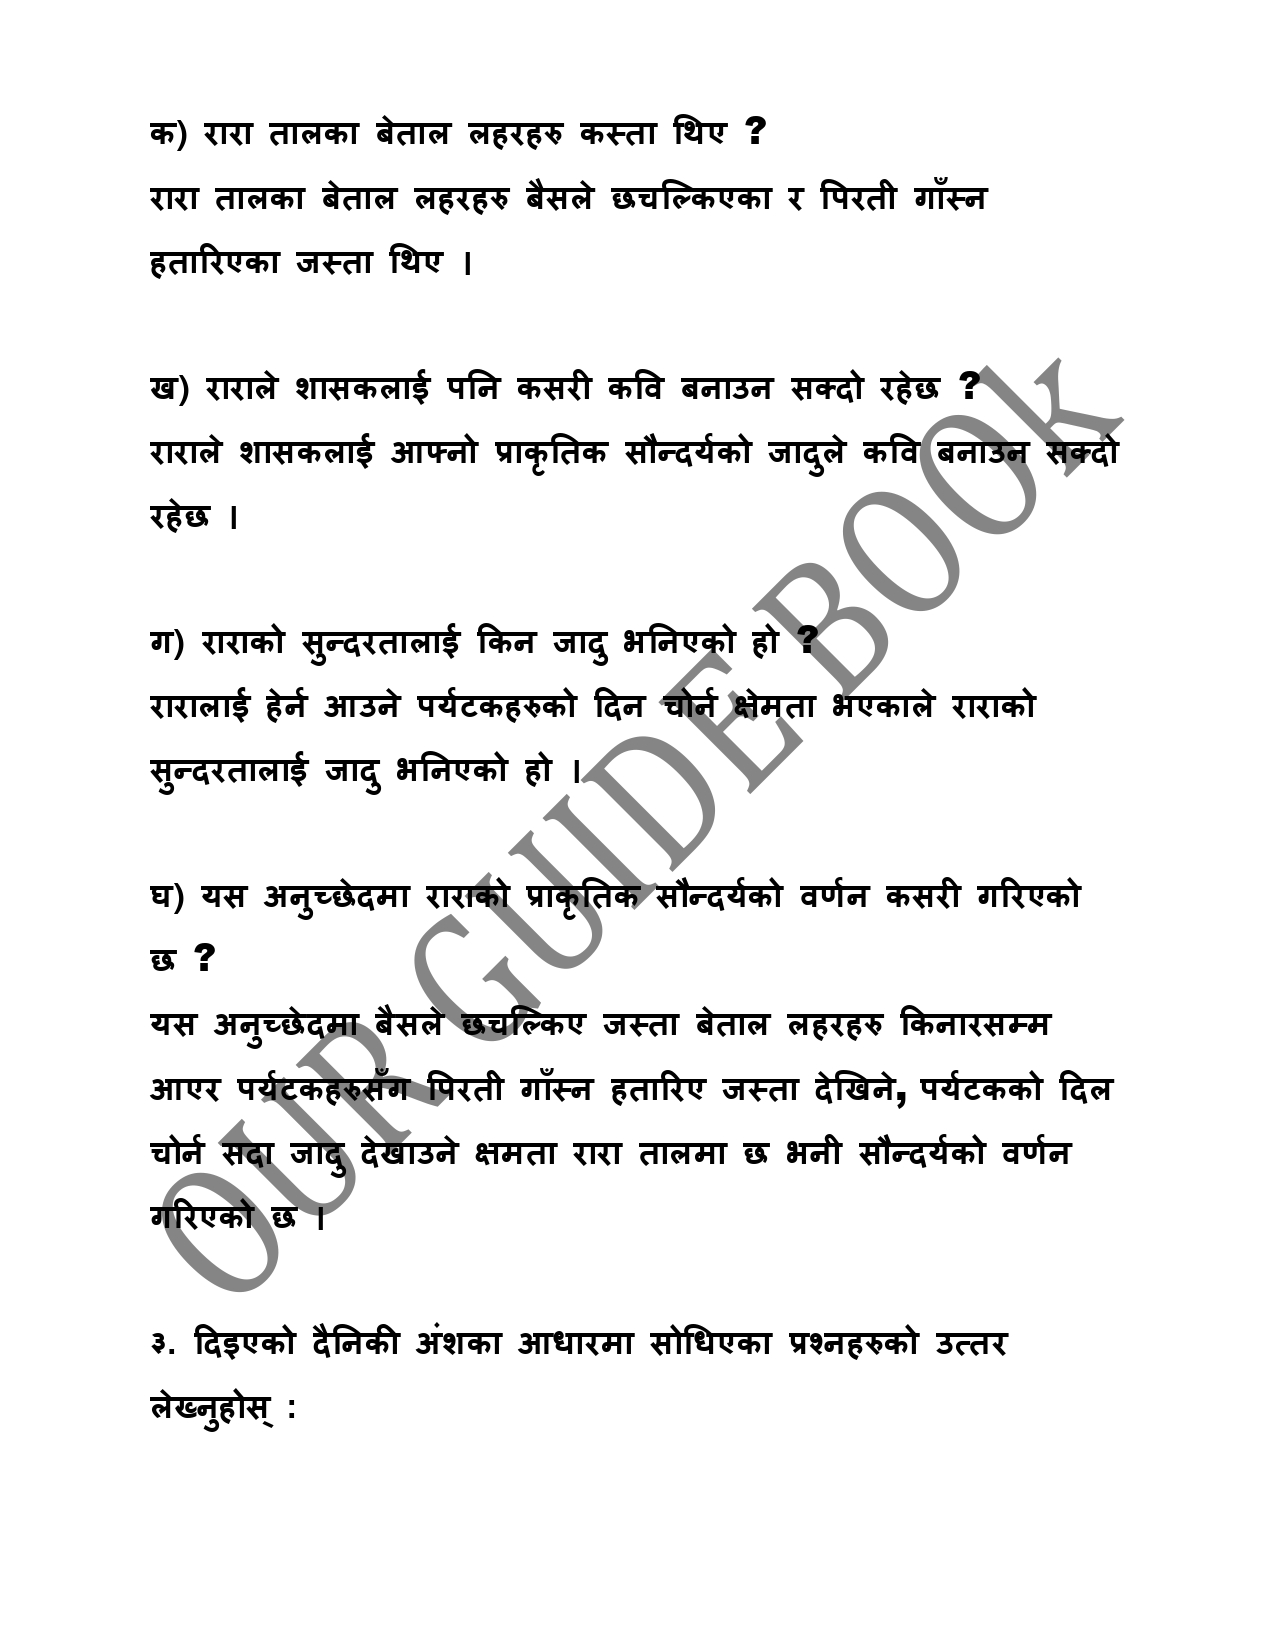 क) रारा तालका बेताल लहरहरु कस्ता थिए ?
रारा तालका बेताल लहरहरु बैसले छचल्किएका र पिरती गाँस्न
हतारिएका जस्ता थिए ।
ख) राराले शासकलाई पनि कसरी कवि बनाउन सक्दो रहेछ ?
राराले शासकलाई आफ्नो प्राकृतिक सौन्दर्यको जादुले कवि बनाउन सक्दो
रहेछ ।
ग) राराको सुन्दरतालाई किन जादु भनिएको हो ?
रारालाई हेर्न आउने पर्यटकहरुको दिन चोर्न क्षेमता भएकाले राराको
सुन्दरतालाई जादु भनिएको हो ।
घ) यस अनुच्छेदमा राराको प्राकृतिक सौन्दर्यको वर्णन कसरी गरिएको
छ ?
यस अनुच्छेदमा बैसले छचल्किए जस्ता बेताल लहरहरु किनारसम्म
आएर पर्यटकहरुसँग पिरती गाँस्न हतारिए जस्ता देखिने, पर्यटकको दिल
चोर्न सदा जादु देखाउने क्षमता रारा तालमा छ भनी सौन्दर्यको वर्णन
गरिएको छ ।
३. दिइएको दैनिकी अंशका आधारमा सोधिएका प्रश्नहरुको उत्तर
लेख्नुहोस् :
OUR GUIDE BOOk